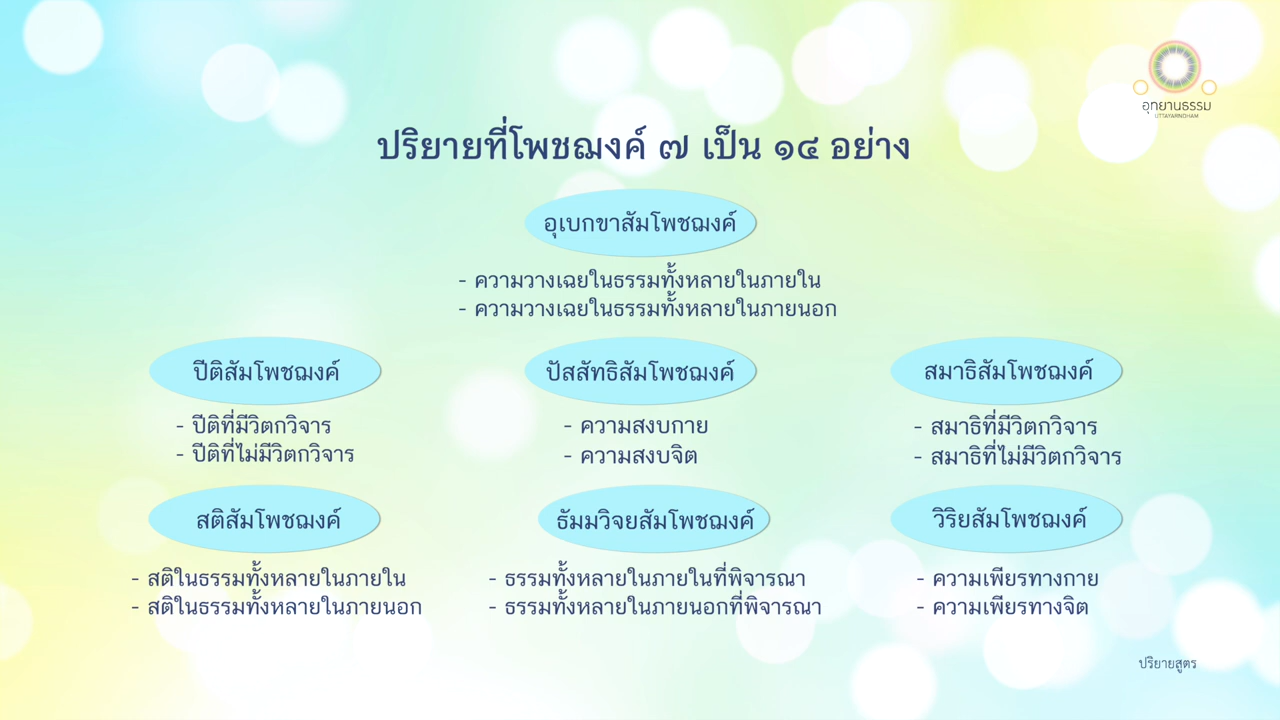 อุทยานธรรม
UTTAYARNDHAM
ปริยายที่โพชฌงค์ ๗ เป็น ๑๔ อย่าง
อุเบกขาสัมโพชฌงค์
- ความวางเฉยในธรรมทั้งหลายในภายใน
- ความวางเฉยในธรรมทั้งหลายในภายนอก
ปีติสัมโพชฌงค์
- ปีติที่มีวิตกวิจาร
- ปีติที่ไม่มีวิตกวิจาร
ปัสสัทธิสัมโพชฌงค์
- ความสงบกาย
- ความสงบจิต
สมาธิสัมโพชฌงค์
- สมาธิที่มีวิตกวิจาร
- สมาธิที่ไม่มีวิตกวิจาร
สติสัมโพชฌงค์
- สติในธรรมทั้งหลายในภายใน
- สติในธรรมทั้งหลายในภายนอก
ธัมมวิจยสัมโพชฌงค์
- ธรรมทั้งหลายในภายในที่พิจารณา
- ธรรมทั้งหลายในภายนอกที่พิจารณา
วิริยสัมโพชฌงค์
- ความเพียรทางกาย
- ความเพียรทางจิต
ปริยายสูตร